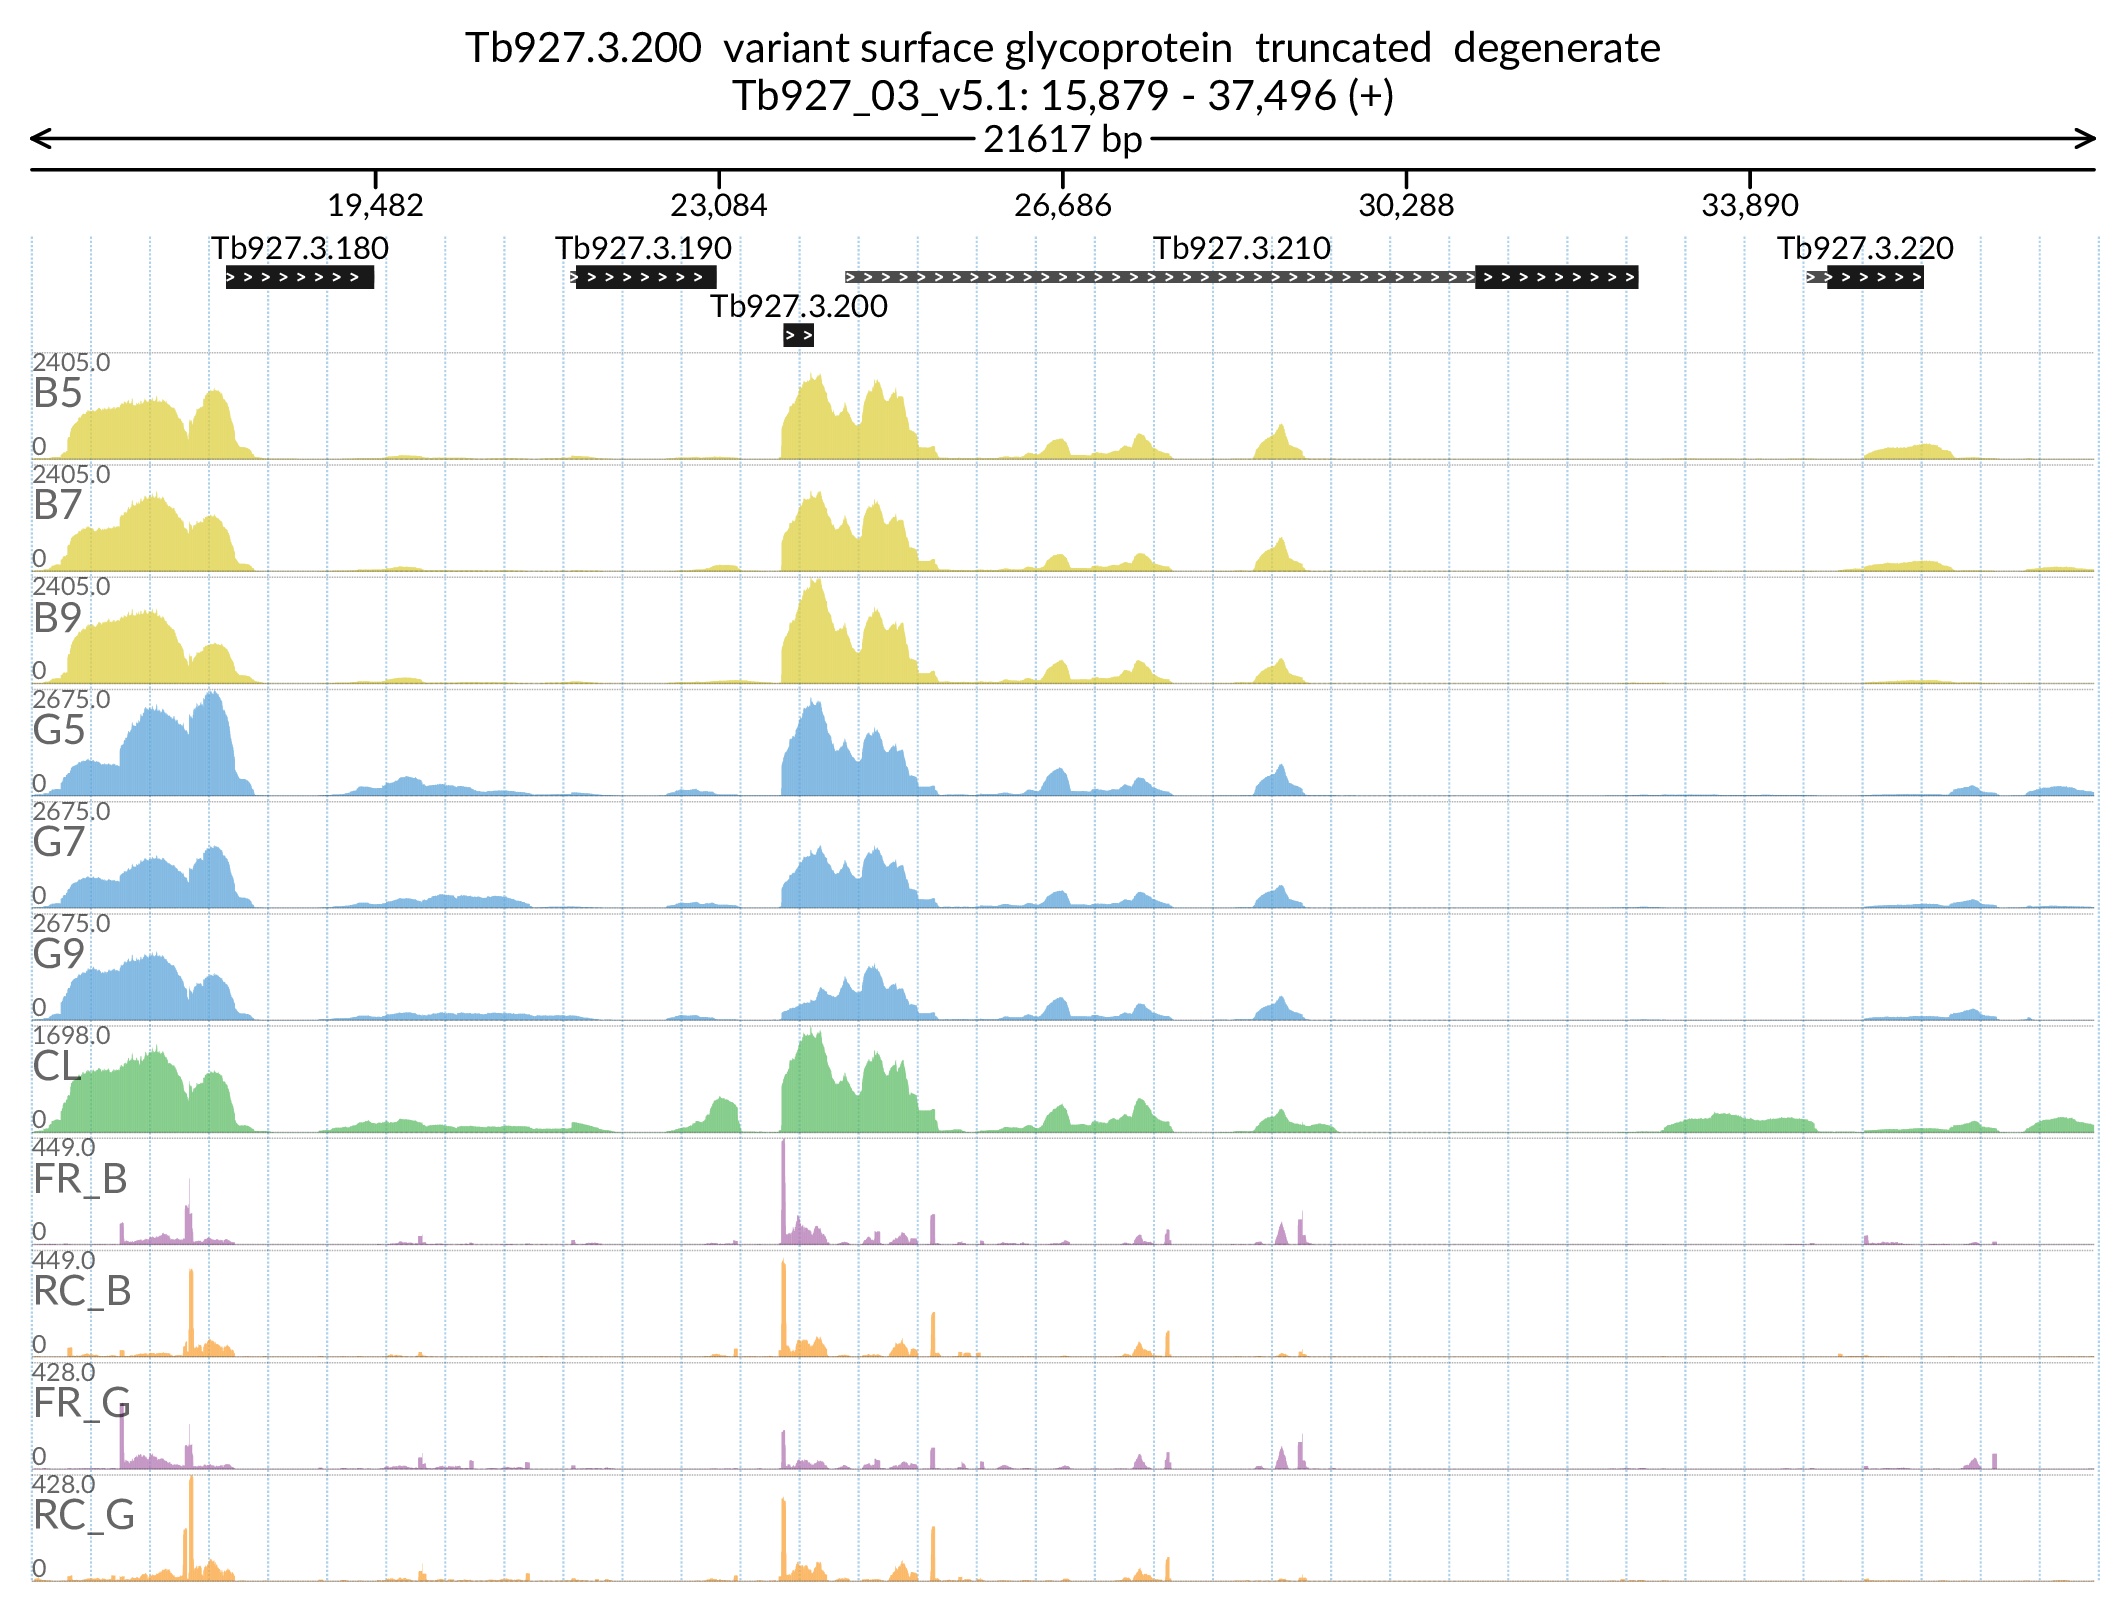 Tb927.3.200  variant surface glycoprotein  truncated  degenerate
Tb927_03_v5.1: 15,879 - 37,496 (+)
21617 bp
19,482 23,084 26,686 30,288 33,890
Tb927.3.180 Tb927.3.190 Tb927.3.210 Tb927.3.220
Tb927.3.200
2405.0
B5
0
2405.0
B7
0
2405.0
B9
0
2675.0
G5
0
2675.0
G7
0
2675.0
G9
0
1698.0
CL
0
449.0
FR_B
0
449.0
RC_B
0
428.0
FR_G
0
428.0
RC_G
0